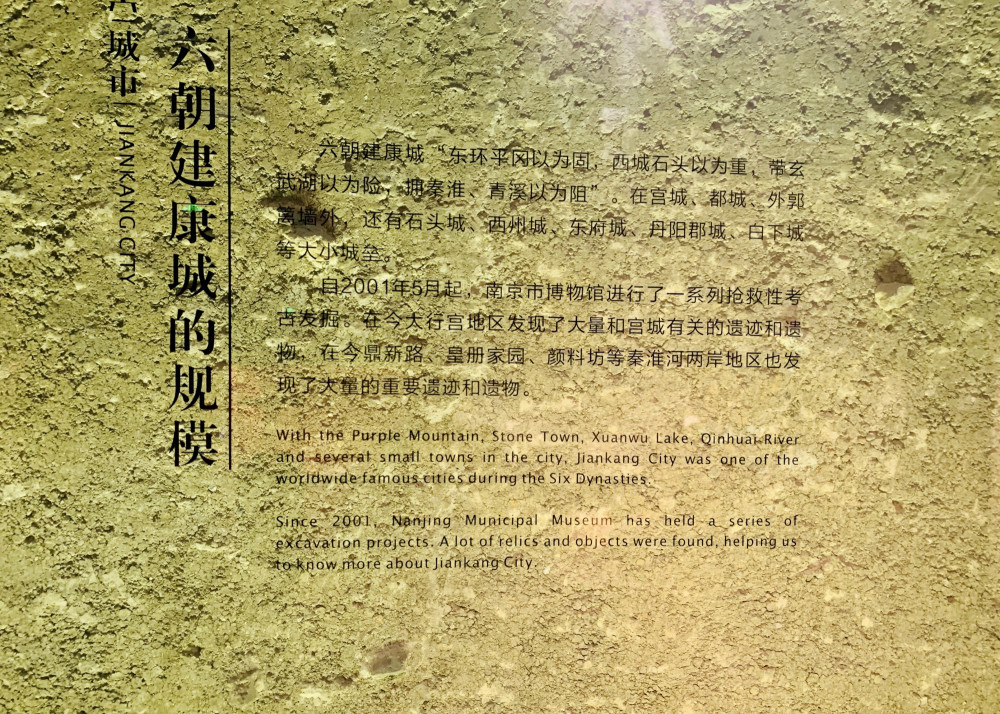 城市 | JIANKANG CITY
六朝建康城的规模
六朝建康城“东环平冈以为固，西城石头以为重，带玄
武湖以为险，拥秦淮、青溪以为阻”。在宫城、都城、外郭
篱墙外，还有石头城、西州城、东府城、丹阳郡城、白下城
等大小城垒。
自2001年5月起，南京市博物馆进行了一系列抢救性考
古发掘。在今大行宫地区发现了大量和宫城有关的遗迹和遗
物，在今鼎新路、皇册家园、颜料坊等秦淮河两岸地区也发
现了大量的重要遗迹和遗物。
With the Purple Mountain, Stone Town, Xuanwu Lake, Qinhuai River
and several small towns in the city, Jiankang City was one of the
worldwide famous cities during the Six Dynasties.
Since 2001, Nanjing Municipal Museum has held a series of
excavation projects. A lot of relics and objects were found, helping us
to know more about Jiankang City.